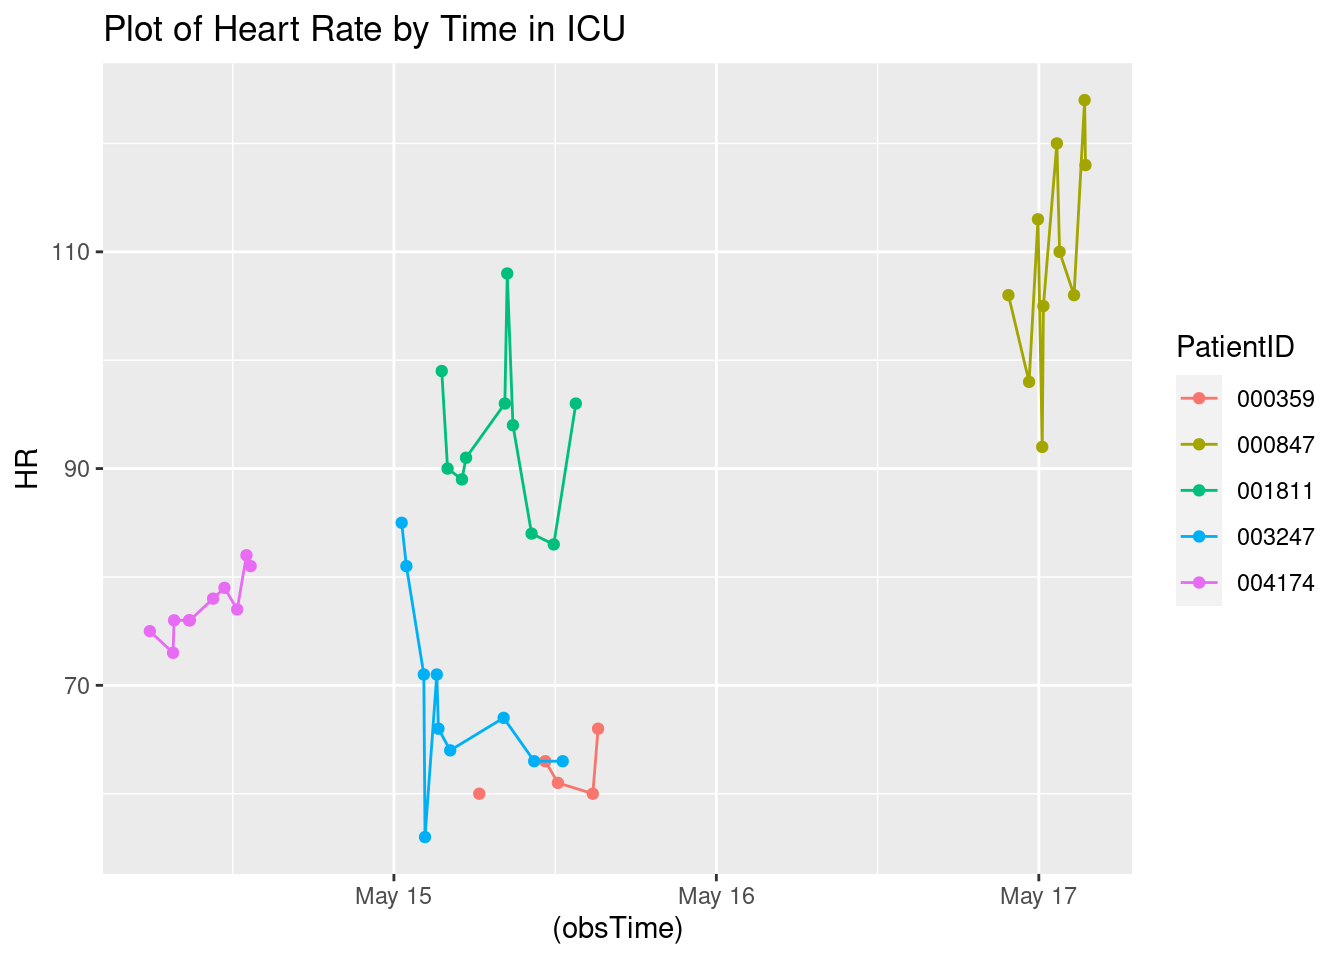 Plot of Heart Rate by Time in ICU
110
90
70
HR
May 15
May 16
May 17
(obsTime)
PatientID
000359
000847
001811
003247
004174